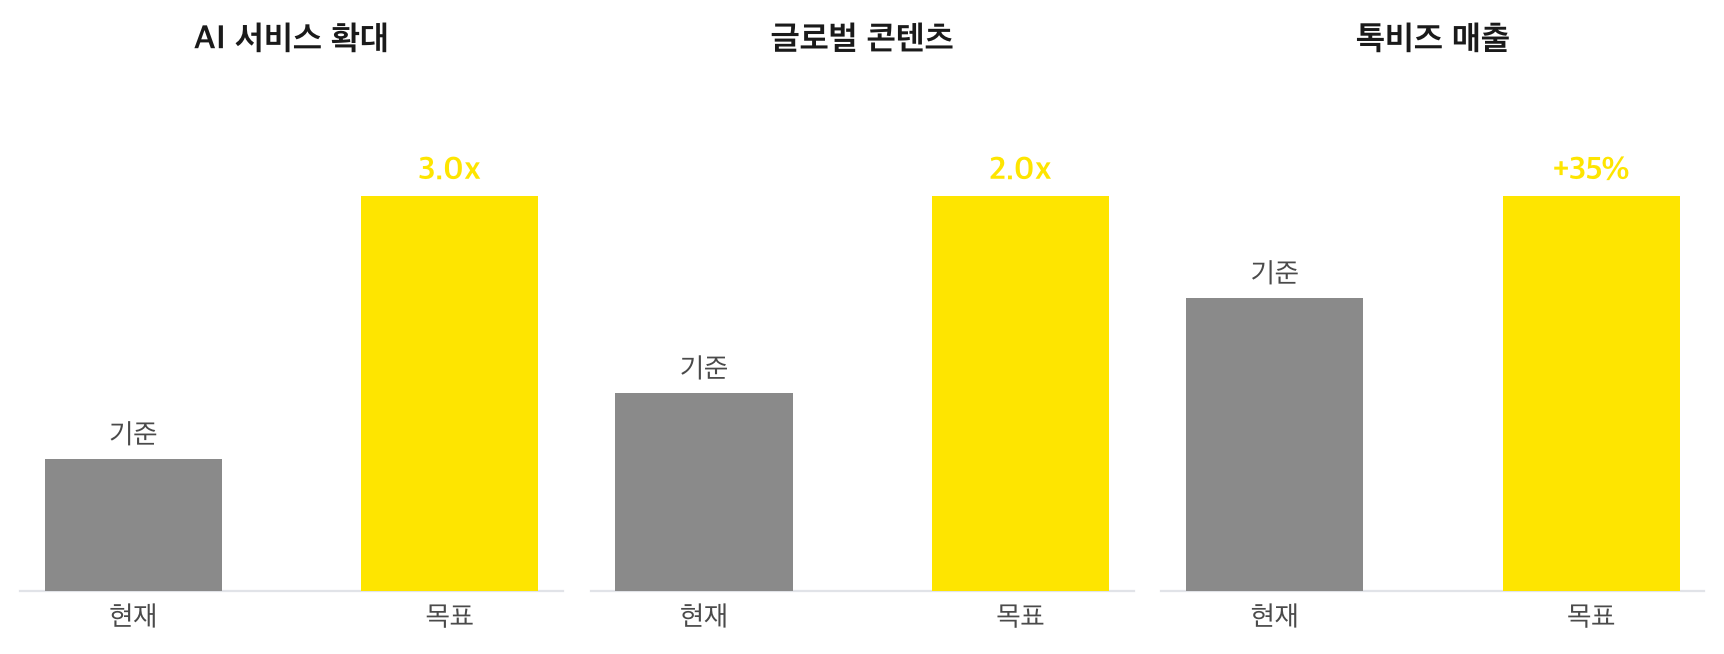 AI 서비스 확대
3.0x
기준
현재
목표
글로벌 콘텐츠
2.0x
기준
현재
목표
톡비즈 매출
+35%
기준
현재
목표